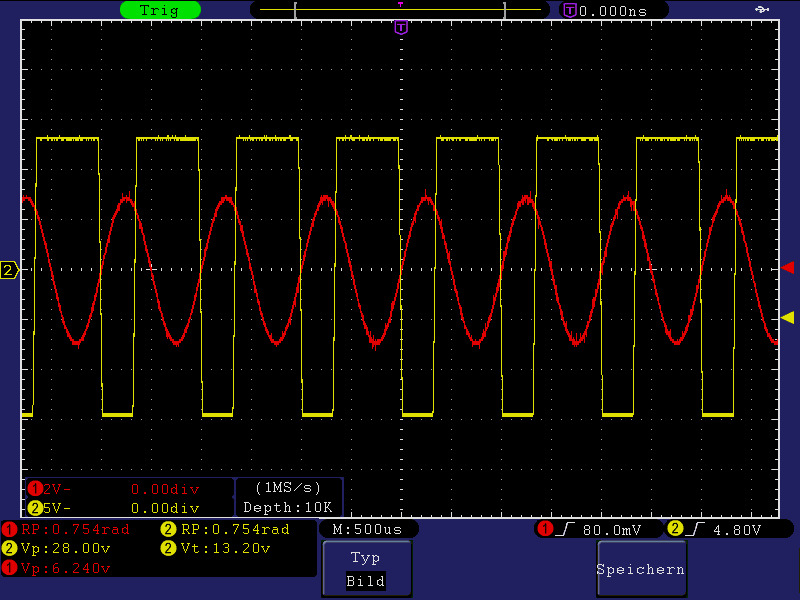 Trig T 0.000ns
T
2
1 2V- 0.00div (1MS/s)
2 5V- 0.00div Depth:10K
1 RP:0.754rad 2 RP:0.754rad M:500us 1 80.0mV 2 4.80V
2 Vp:28.00v 2 Vt:13.20v Typ
1 Vp:6.240v Bild Speichern